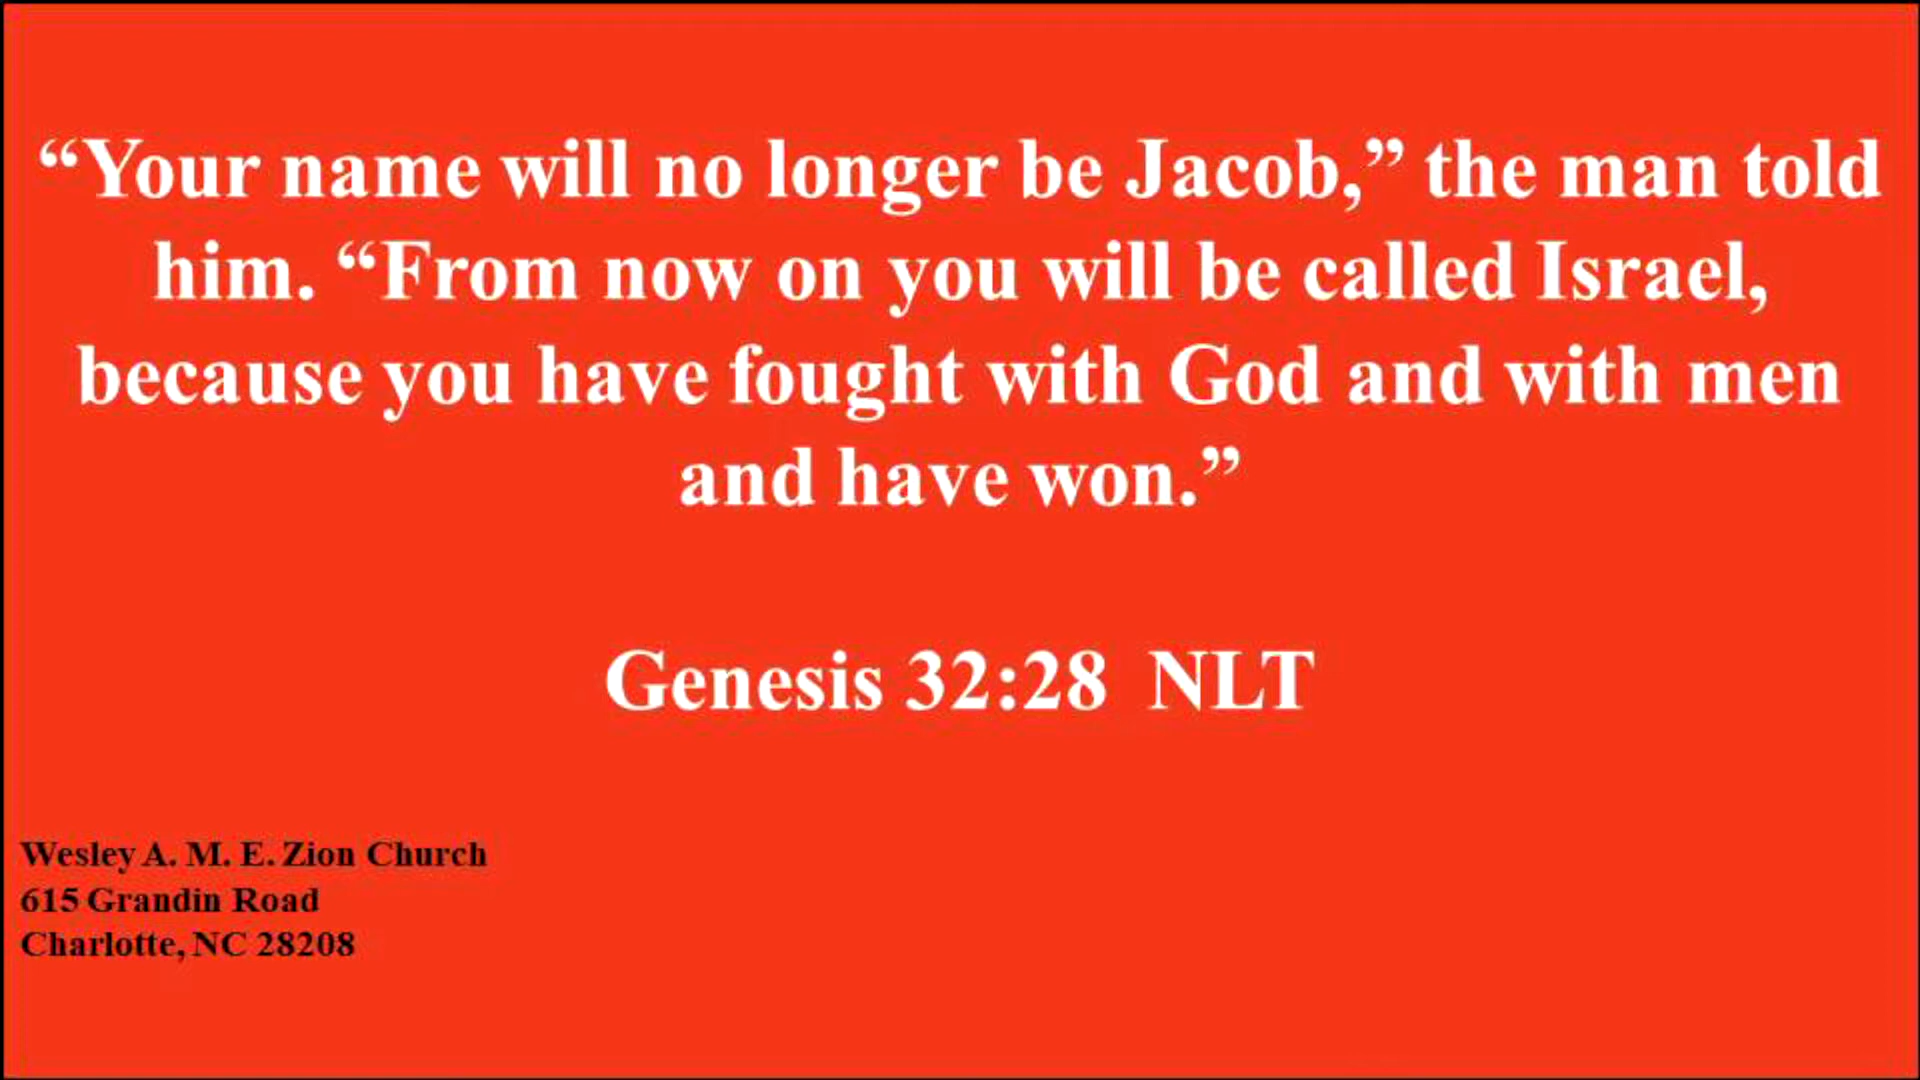 “Your name will no longer be Jacob,” the man told
him. “From now on you will be called Israel,
because you have fought with God and with men
and have won.”
Genesis 32:28  NLT
Wesley A. M. E. Zion Church
615 Grandin Road
Charlotte, NC 28208